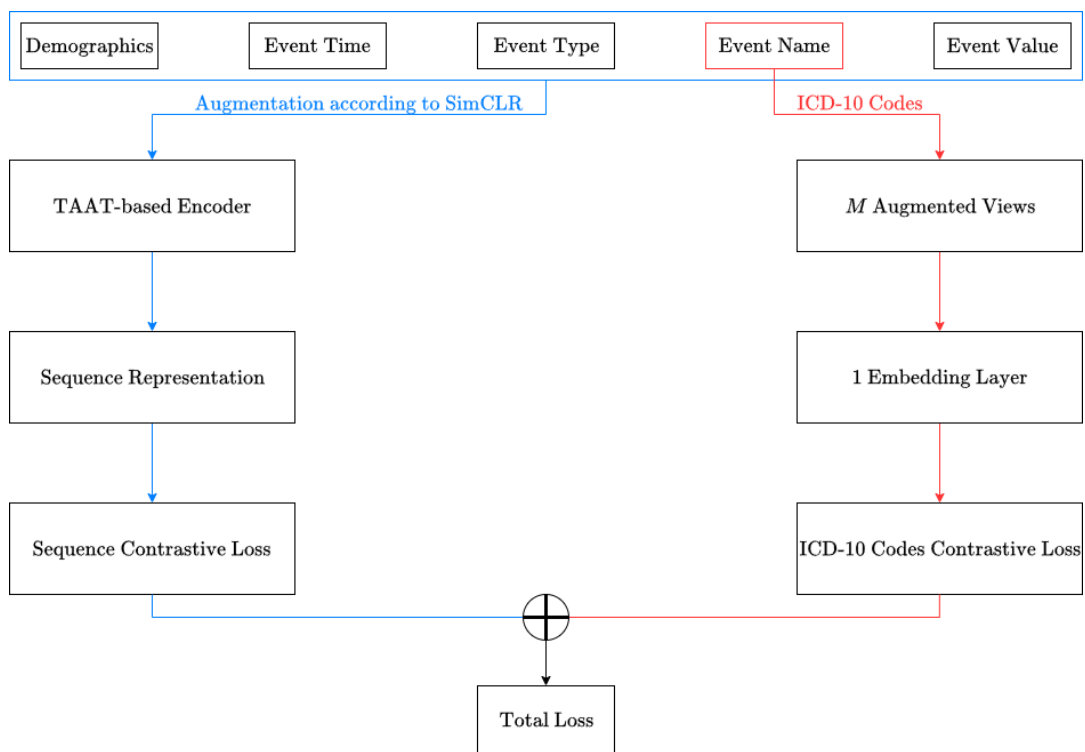 Demographics
Event Time
Event Type
Event Name
Event Value
Augmentation according to SimCLR
ICD-10 Codes
TAAT-based Encoder
M Augmented Views
Sequence Representation
1 Embedding Layer
Sequence Contrastive Loss
ICD-10 Codes Contrastive Loss
Total Loss